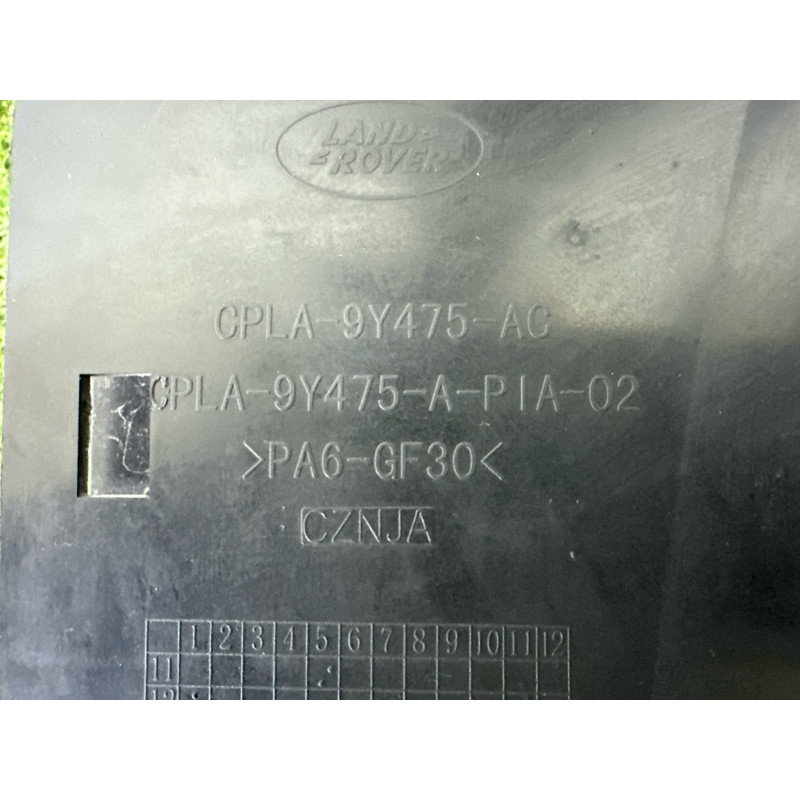 LAND
ROVER
CPLA-9Y475-AC
CPLA-9Y475-A-PIA-02
>PA6-GF30<
CZNJA
1 2 3 4 5 6 7 8 9 10 11 12
11
12